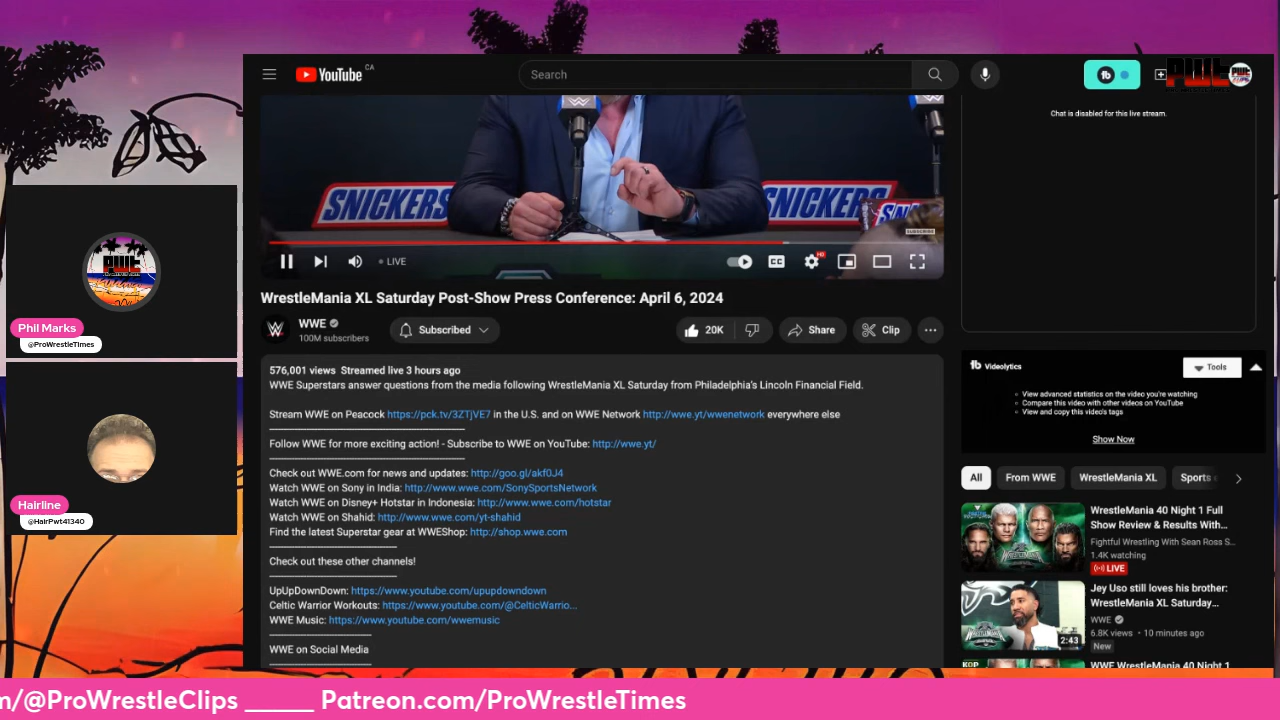 YouTube CA
Search
PWT
Chat is disabled for this live stream.
SNICKERS
SNICKERS
SUBSCRIBE
LIVE
CC
HD
WrestleMania XL Saturday Post-Show Press Conference: April 6, 2024
WWE
100M subscribers
Subscribed
20K
Share
Clip
576,001 views Streamed live 3 hours ago
WWE Superstars answer questions from the media following WrestleMania XL Saturday from Philadelphia's Lincoln Financial Field.
Stream WWE on Peacock https://pck.tv/3ZTjVE7 in the U.S. and on WWE Network http://wwe.yt/wwenetwork everywhere else
Follow WWE for more exciting action! - Subscribe to WWE on YouTube: http://wwe.yt/
Check out WWE.com for news and updates: http://goo.gl/akf0J4
Watch WWE on Sony in India: http://www.wwe.com/SonySportsNetwork
Watch WWE on Disney+ Hotstar in Indonesia: http://www.wwe.com/hotstar
Watch WWE on Shahid: http://www.wwe.com/yt-shahid
Find the latest Superstar gear at WWEShop: http://shop.wwe.com
Check out these other channels!
UpUpDownDown: https://www.youtube.com/upupdowndown
Celtic Warrior Workouts: https://www.youtube.com/@CelticWarrio...
WWE Music: https://www.youtube.com/wwemusic
WWE on Social Media
Videolytics
Tools
View advanced statistics on the video you're watching
Compare this video with other videos on YouTube
View and copy this video's tags
Show Now
All
From WWE
WrestleMania XL
Sports
WrestleMania 40 Night 1 Full
Show Review & Results With...
Fightful Wrestling With Sean Ross S...
1.4K watching
LIVE
Jey Uso still loves his brother:
WrestleMania XL Saturday...
WWE
6.8K views • 10 minutes ago
New
2:43
WWE WrestleMania 40 Night 1
PWT
Phil Marks
@ProWrestleTimes
Hairline
@HairPwt41340
m/@ProWrestleClips _____ Patreon.com/ProWrestleTimes